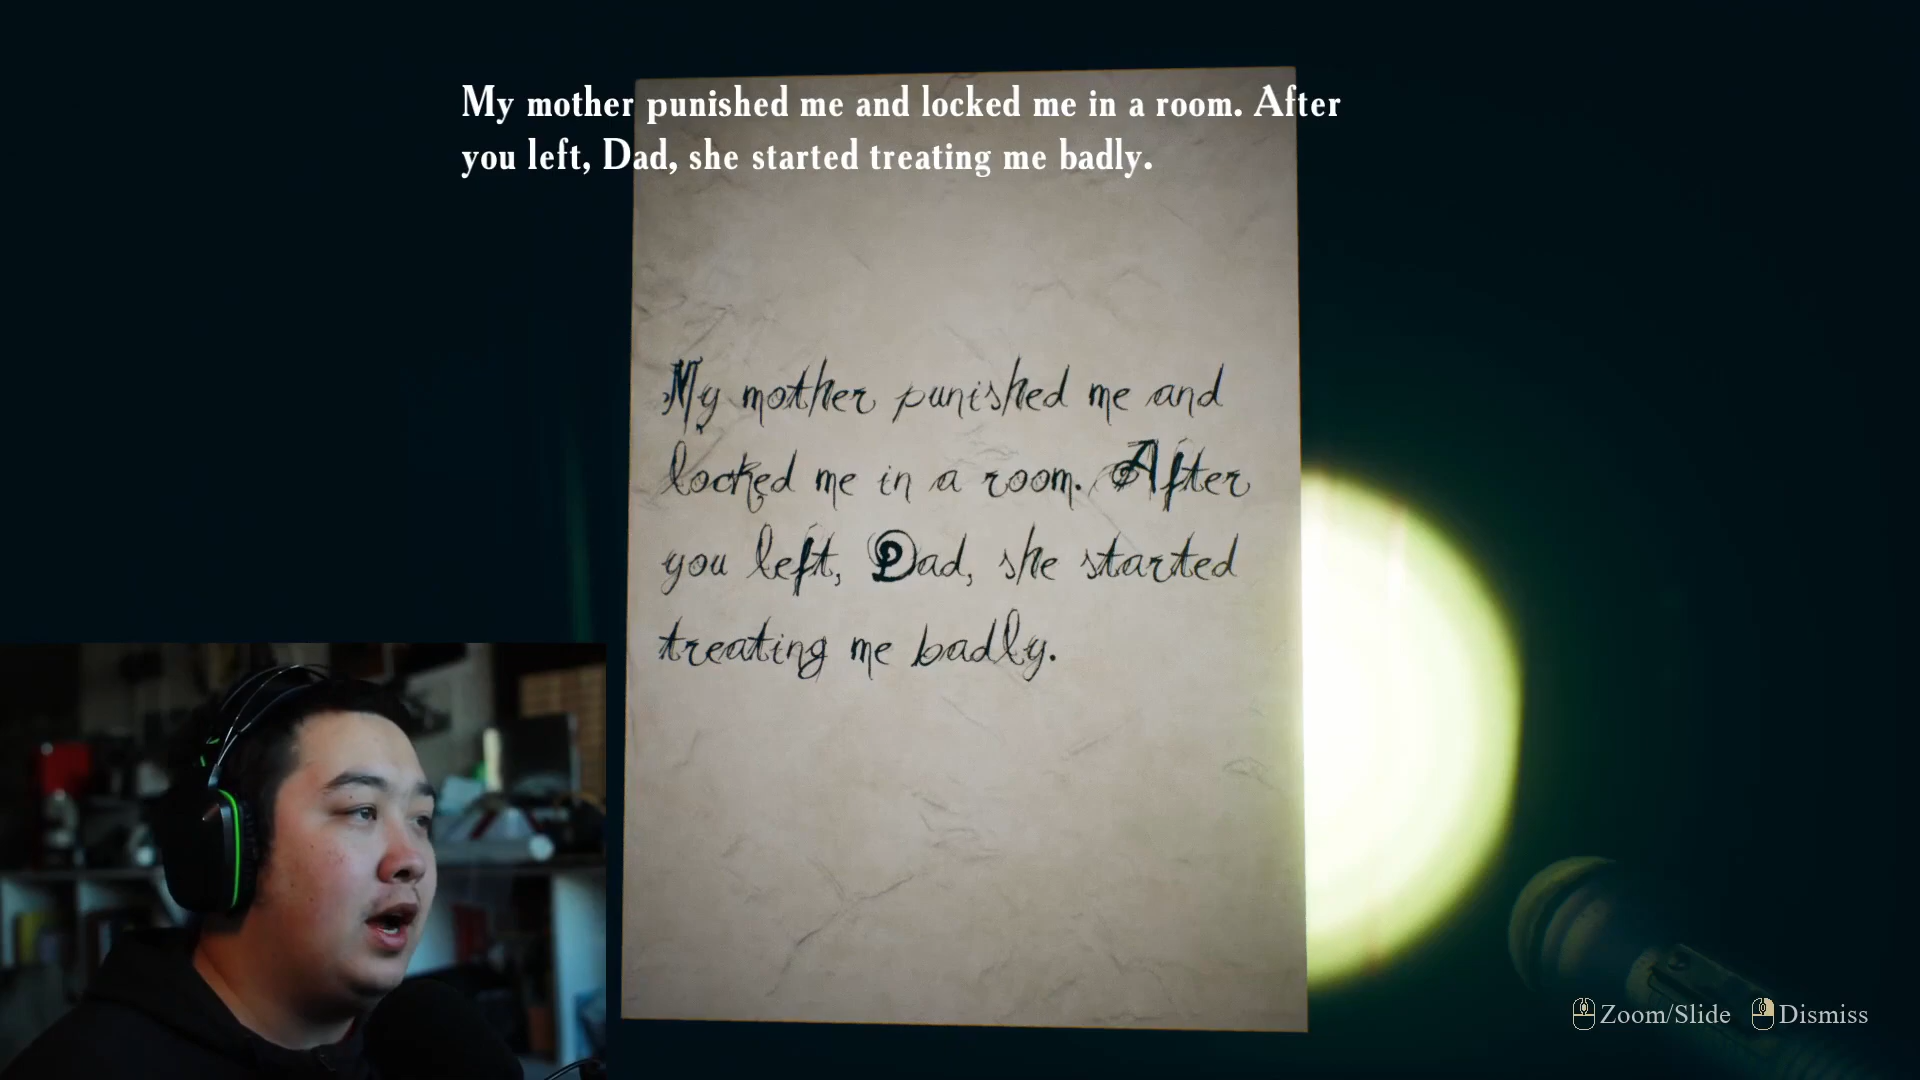 My mother punished me and locked me in a room. After
you left, Dad, she started treating me badly.
My mother punished me and
locked me in a room. After
you left, Dad, she started
treating me badly.
Zoom/Slide Dismiss